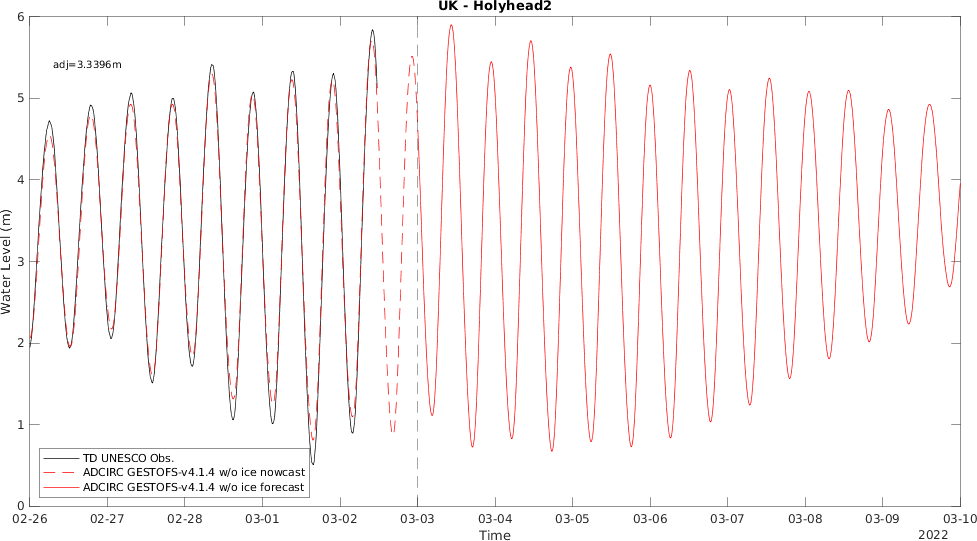 UK - Holyhead2
6
5
4
3
2
1
0
Water Level (m)
adj=3.3396m
TD UNESCO Obs.
ADCIRC GESTOFS-v4.1.4 w/o ice nowcast
ADCIRC GESTOFS-v4.1.4 w/o ice forecast
02-26 02-27 02-28 03-01 03-02 03-03 03-04 03-05 03-06 03-07 03-08 03-09 03-10
Time
2022